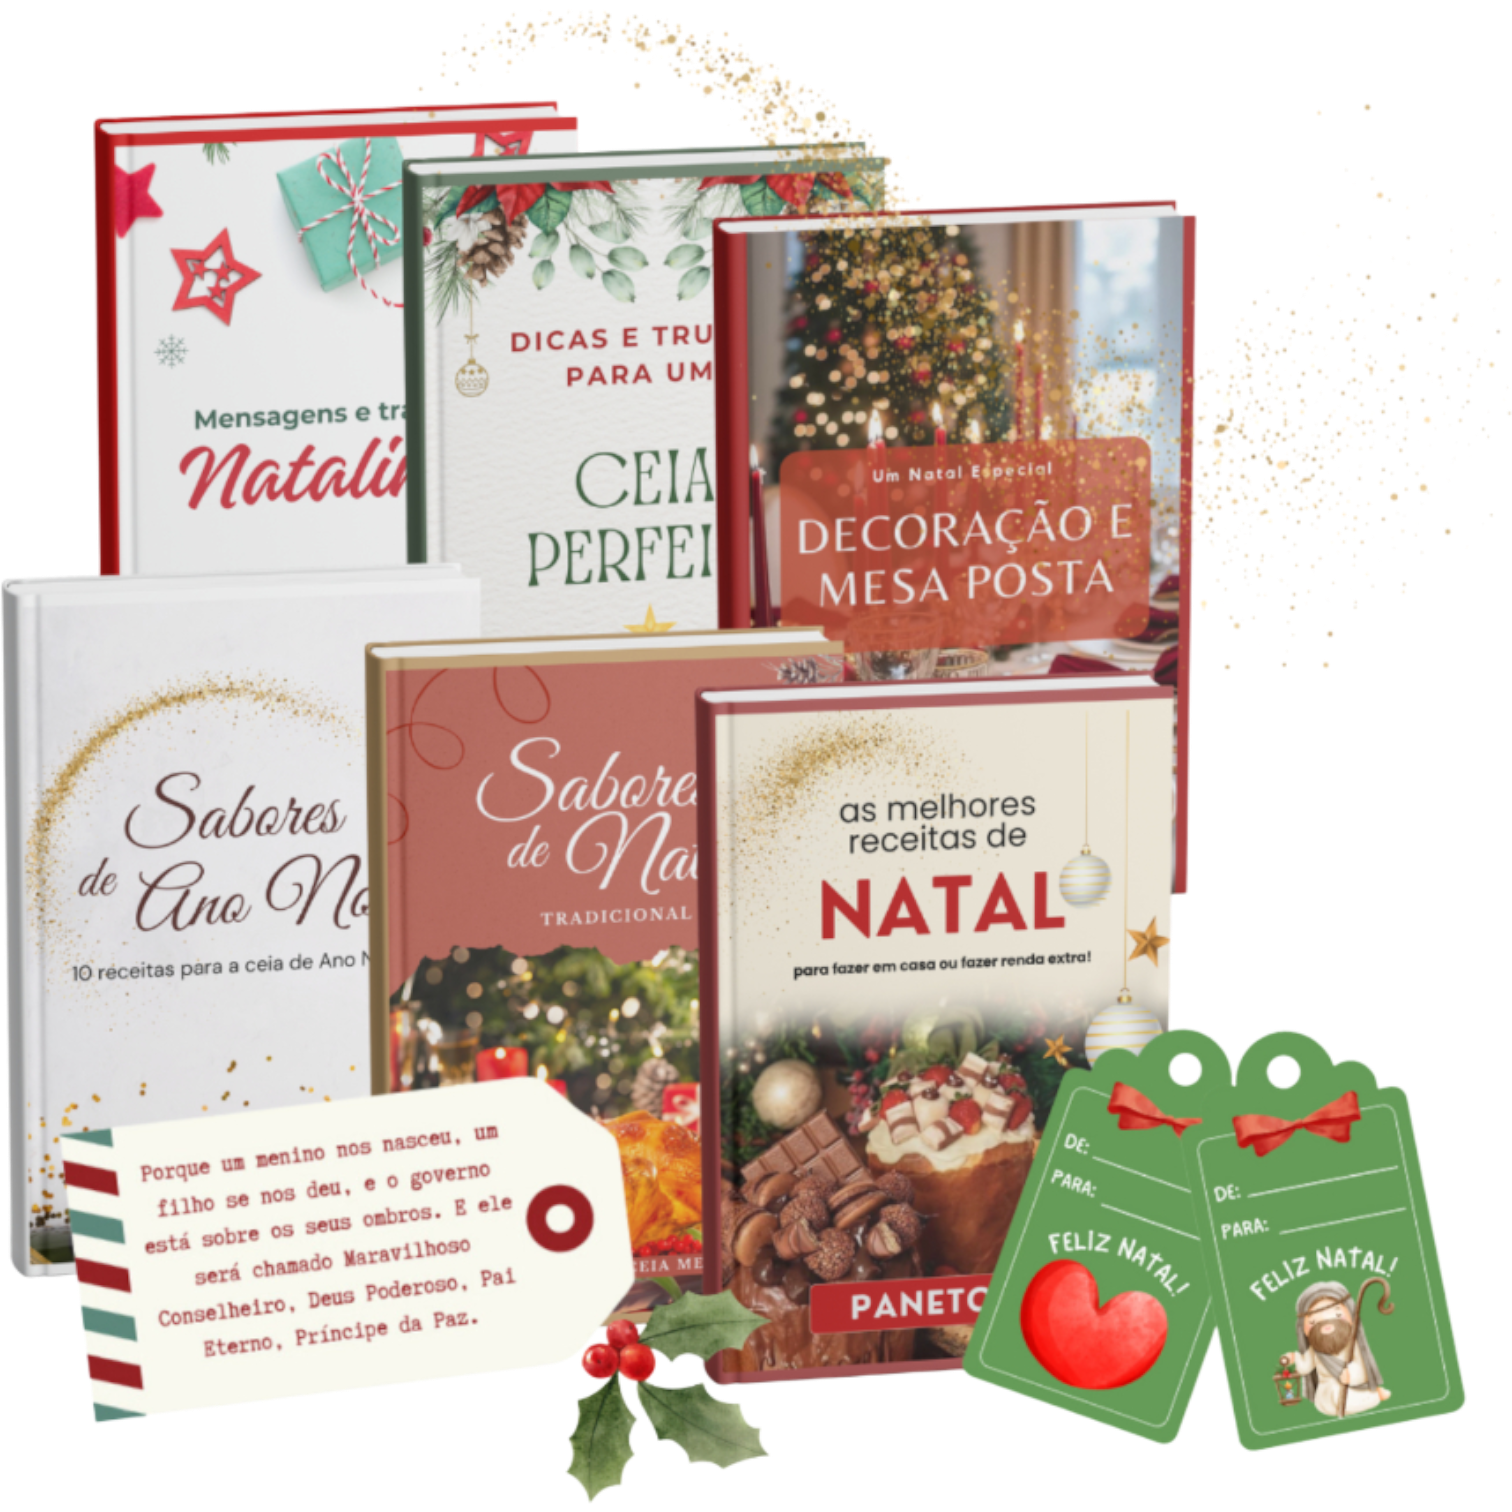 Mensagens e tra
Natalin
DICAS E TRU
PARA UM
CEIA
PERFEI
Um Natal Especial
DECORAÇÃO E
MESA POSTA
Sabores
de Ano No
10 receitas para a ceia de Ano N
Sabores
de Nat
TRADICIONAL
CEIA ME
as melhores
receitas de
NATAL
para fazer em casa ou fazer renda extra!
PANETO
Porque um menino nos nasceu, um
filho se nos deu, e o governo
está sobre os seus ombros. E ele
será chamado Maravilhoso
Conselheiro, Deus Poderoso, Pai
Eterno, Príncipe da Paz.
DE:
PARA:
FELIZ NATAL!
DE:
PARA:
FELIZ NATAL!